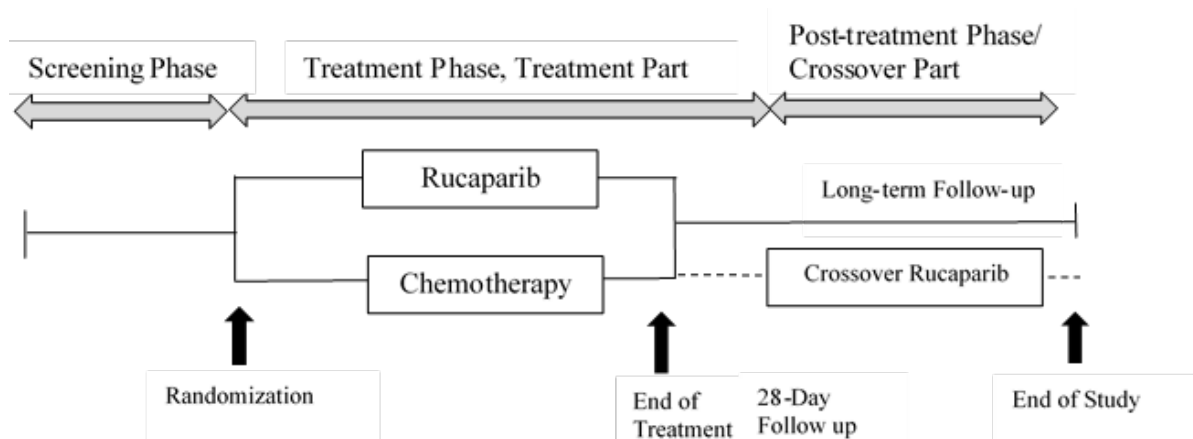 Screening Phase
Treatment Phase, Treatment Part
Post-treatment Phase/
Crossover Part
Rucaparib
Long-term Follow-up
Chemotherapy
Crossover Rucaparib
Randomization
End of
Treatment
28-Day
Follow up
End of Study